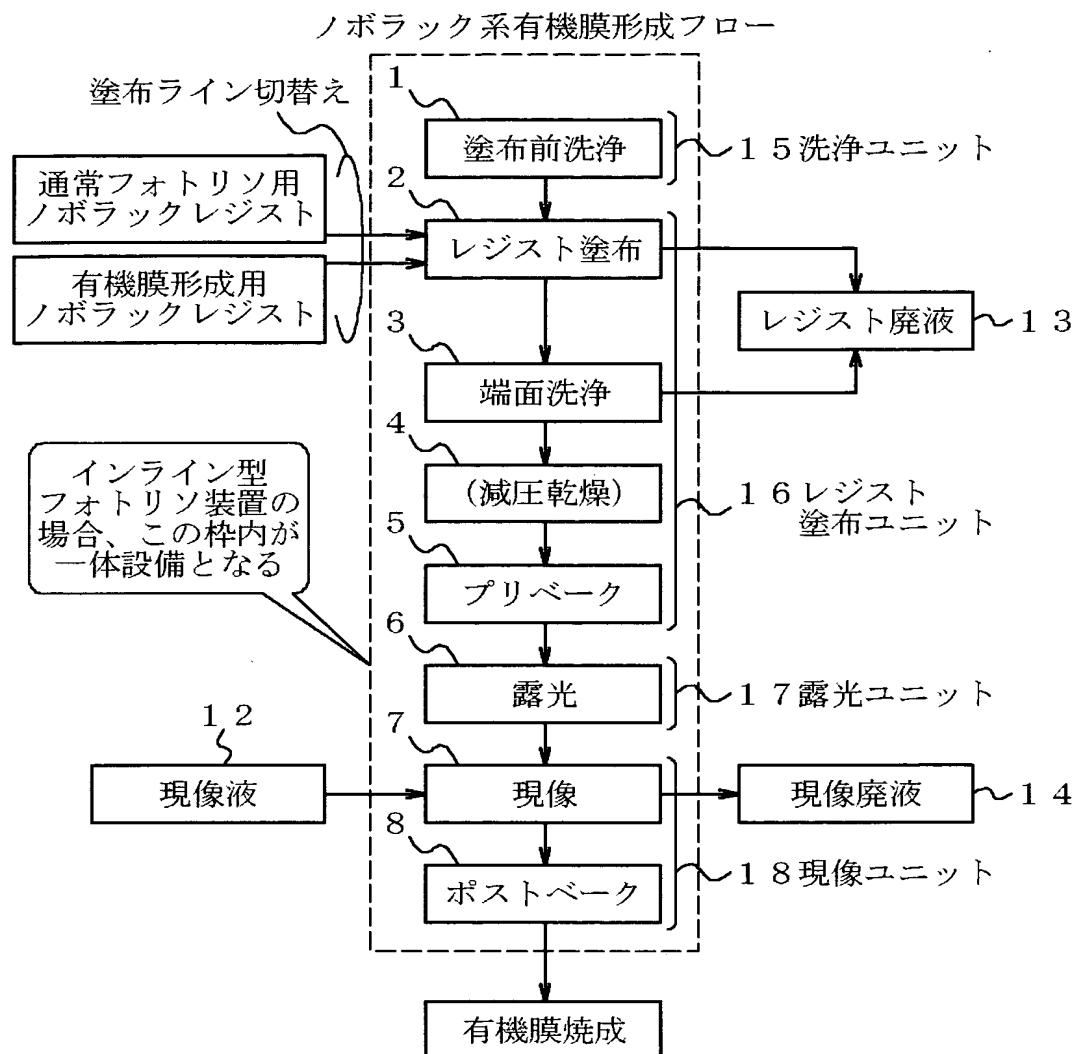 ノボラック系有機膜形成フロー
塗布ライン切替え
1
塗布前洗浄
15洗浄ユニット
通常フォトリソ用
ノボラックレジスト
2
レジスト塗布
有機膜形成用
ノボラックレジスト
レジスト廃液
13
3
端面洗浄
4
(減圧乾燥)
16レジスト
塗布ユニット
インライン型
フォトリソ装置の
場合、この枠内が
一体設備となる
5
プリベーク
6
露光
17露光ユニット
12
現像液
7
現像
現像廃液
14
8
ポストベーク
18現像ユニット
有機膜焼成